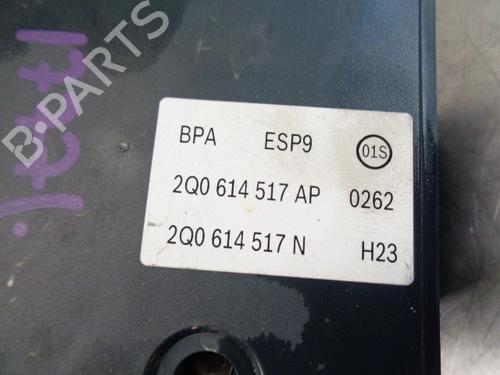 BPA ESP9 01S
2Q0 614 517 AP 0262
2Q0 614 517 N H23
B-PARTS